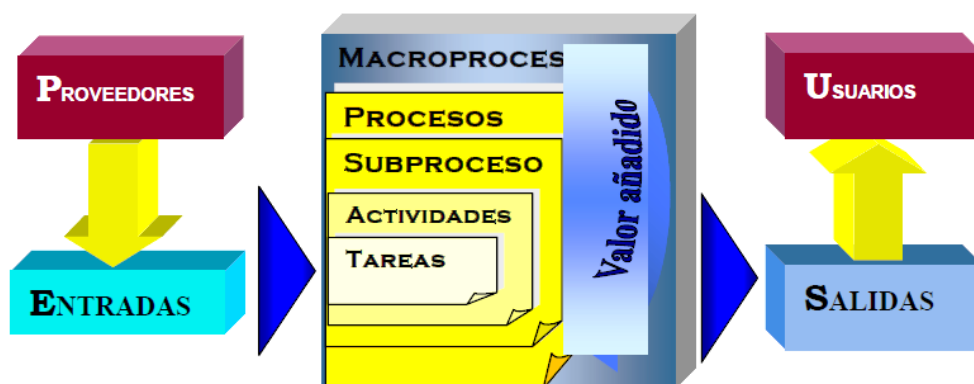 PROVEEDORES
ENTRADAS
MACROPROCES
PROCESOS
SUBPROCESO
ACTIVIDADES
TAREAS
Valor añadido
USUARIOS
SALIDAS